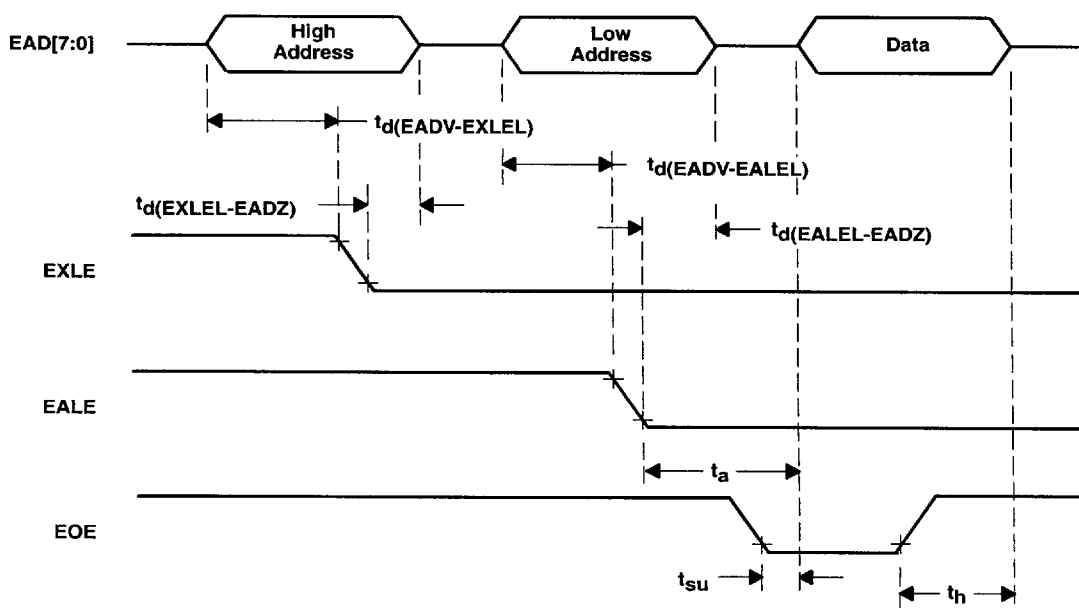 EAD[7:0]
High
Address
Low
Address
Data
td(EADV-EXLEL)
td(EADV-EALEL)
td(EXLEL-EADZ)
td(EALEL-EADZ)
EXLE
EALE
ta
EOE
tsu
th